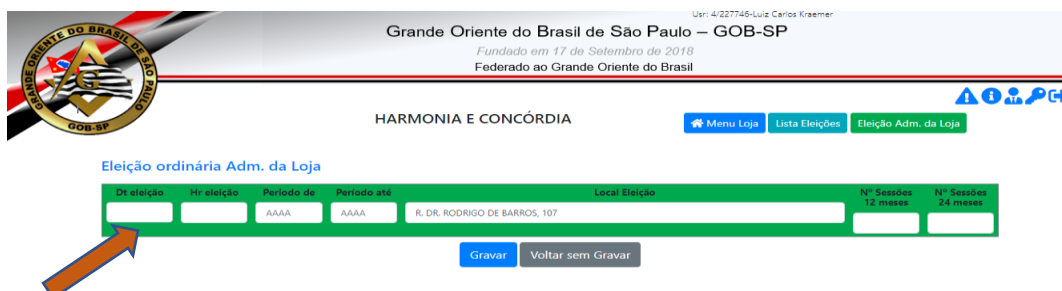 Usr: 4/227746-Luiz Carlos Kraemer
Grande Oriente do Brasil de São Paulo – GOB-SP
Fundado em 17 de Setembro de 2018
Federado ao Grande Oriente do Brasil
GRANDE ORIENTE DO BRASIL DE SÃO PAULO
G
GOB-SP
HARMONIA E CONCÓRDIA
Menu Loja Lista Eleições Eleição Adm. da Loja
Eleição ordinária Adm. da Loja
Dt eleição Hr eleição Periodo de Periodo até Local Eleição Nº Sessões 12 meses Nº Sessões 24 meses
AAAA AAAA R. DR. RODRIGO DE BARROS, 107
Gravar Voltar sem Gravar